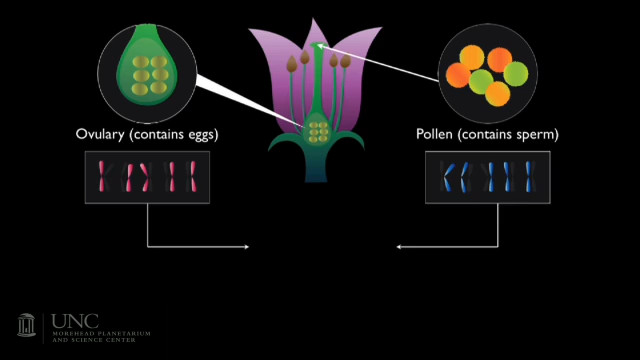 Ovulary (contains eggs)
Pollen (contains sperm)
UNC
MOREHEAD PLANETARIUM
AND SCIENCE CENTER